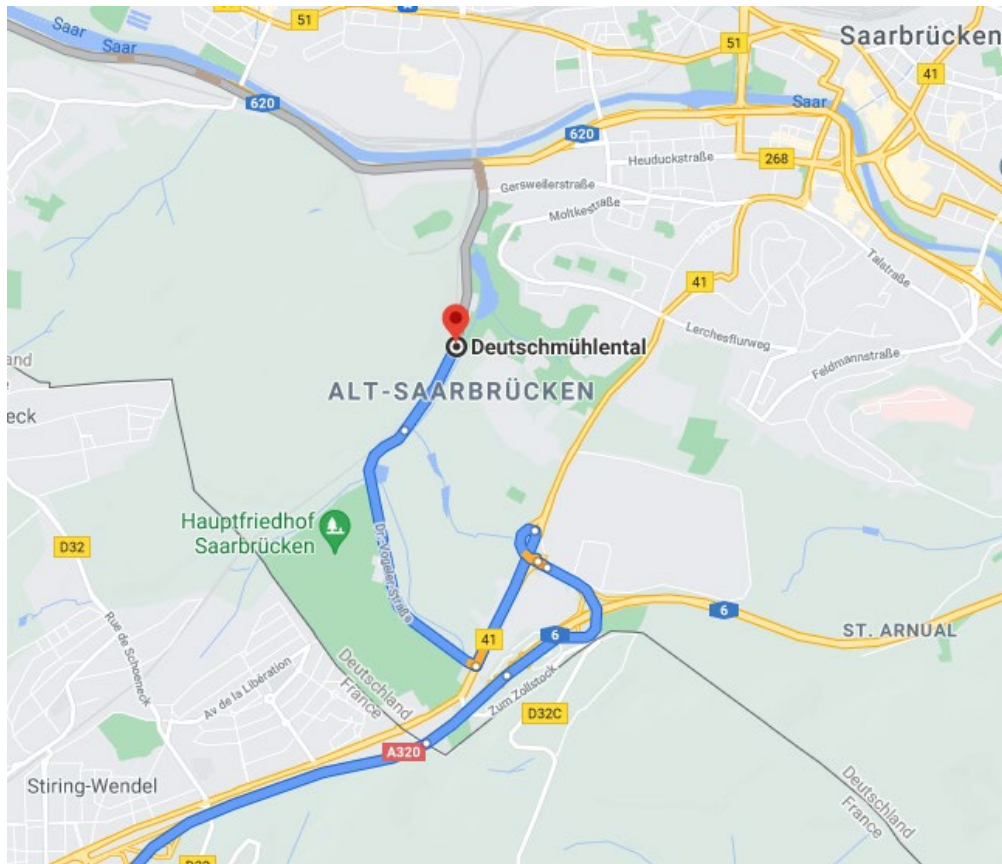 51
Saar
Saar
51
Saarbrücken
41
620
Saar
620
Heuduckstraße
268
Gersweilerstraße
Moltkestraße
Talstraße
41
Lerchesflurweg
Feldmannstraße
Deutschmühlental
ALT-SAARBRÜCKEN
and
eck
Hauptfriedhof
Saarbrücken
D32
Dr.-Vogeler-straße
Rue de Schoeneck
41
6
6
ST. ARNUAL
Zum Zollstock
Av de la Libération
Deutschland
France
D32C
A320
Stiring-Wendel
Deutschland
France